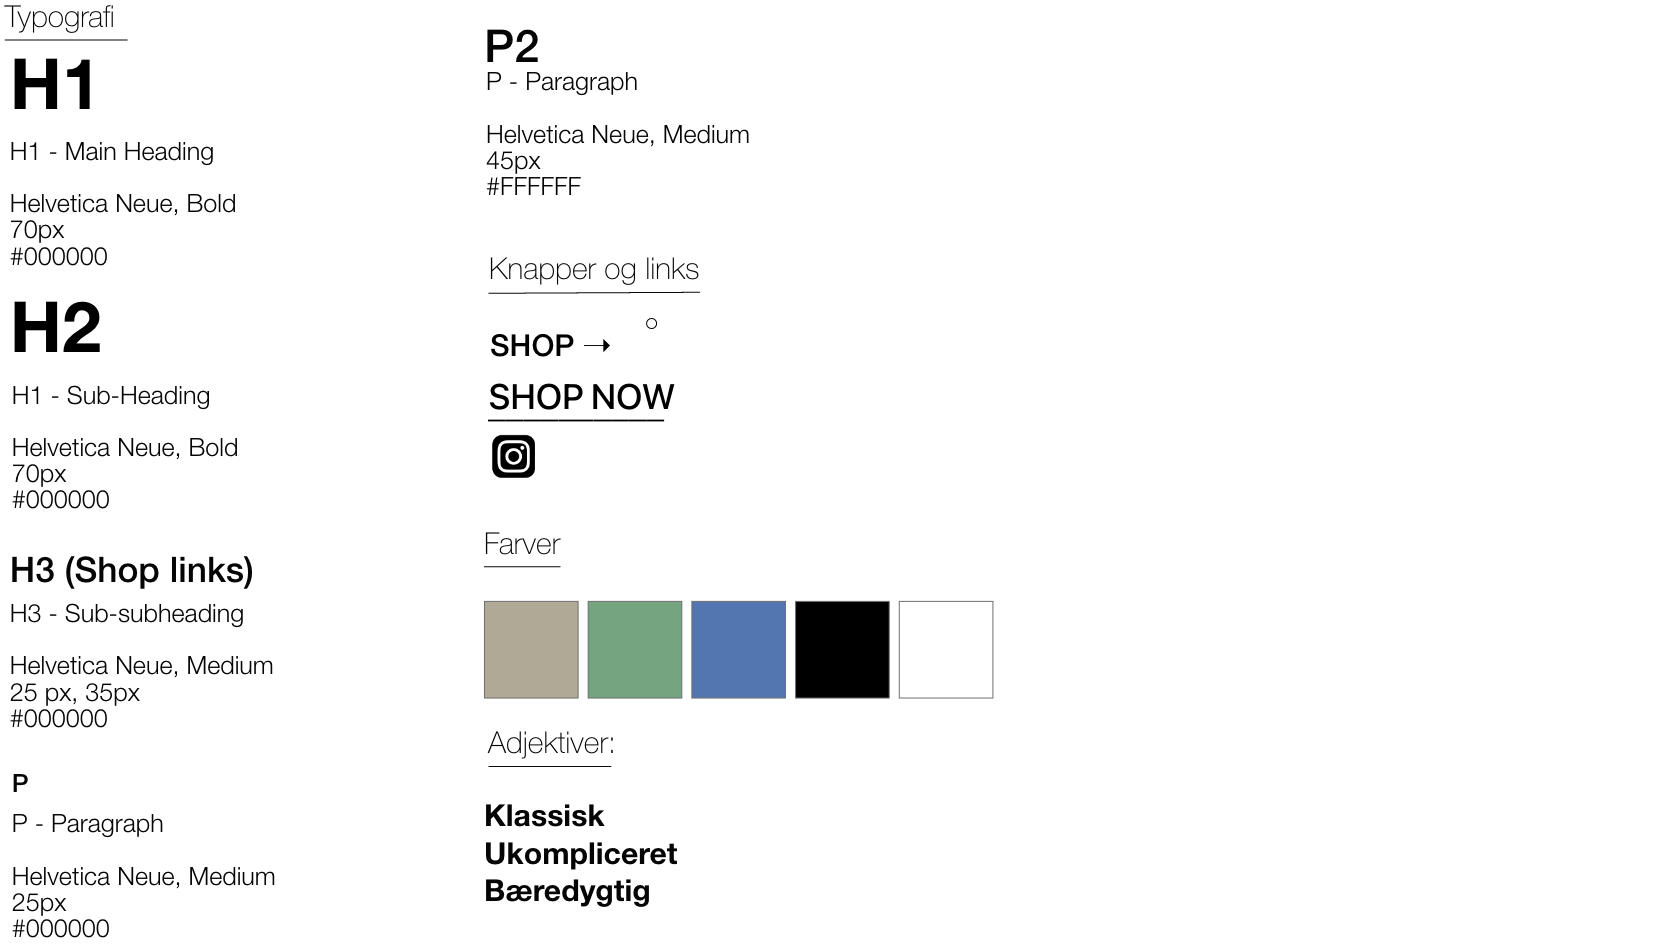 Typografi
H1
H1 - Main Heading
Helvetica Neue, Bold
70px
#000000
H2
H1 - Sub-Heading
Helvetica Neue, Bold
70px
#000000
H3 (Shop links)
H3 - Sub-subheading
Helvetica Neue, Medium
25 px, 35px
#000000
P
P - Paragraph
Helvetica Neue, Medium
25px
#000000
P2
P - Paragraph
Helvetica Neue, Medium
45px
#FFFFFF
Knapper og links
SHOP →
SHOP NOW
Farver
Adjektiver:
Klassisk
Ukompliceret
Bæredygtig